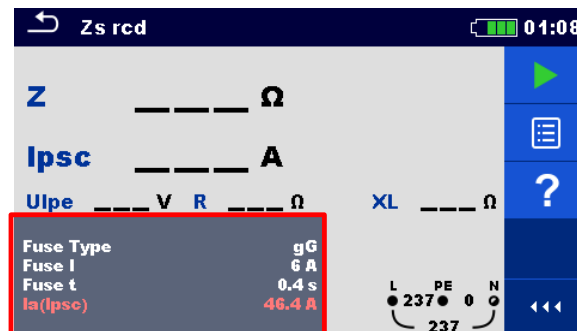 Zs rcd 01:08
Z ___ Ω
Ipsc ___ A
Ulpe ___ V R ___ Ω XL ___ Ω
?
Fuse Type gG
Fuse I 6 A
Fuse t 0.4 s
Ia(Ipsc) 46.4 A
L PE N
237 0
237